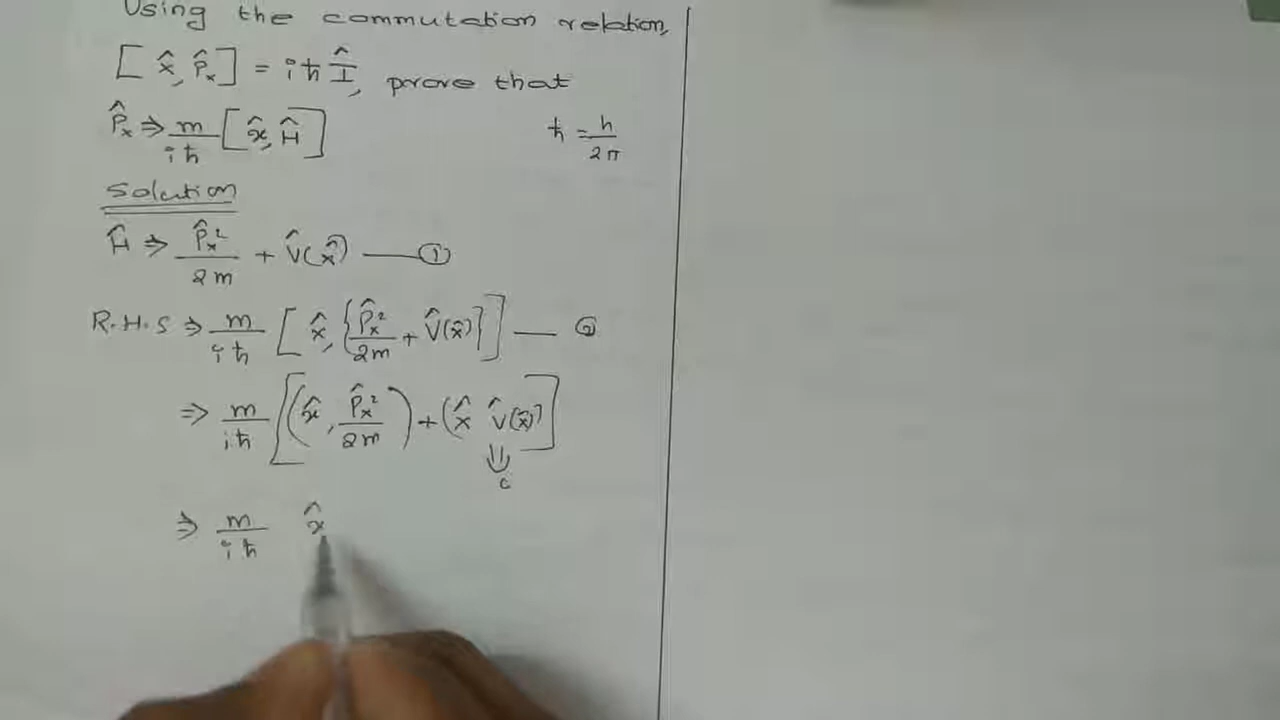 Using the commutation relation,
[x̂, P̂ₓ] = iħ Î, prove that
P̂ₓ ⇒ m/iħ [x̂, Ĥ]
ħ = h/2π
Solution
Ĥ ⇒ P̂ₓ²/2m + V̂(x̂) —— ①
R.H.S ⇒ m/iħ [x̂, {P̂ₓ²/2m + V̂(x̂)}] —— ②
⇒ m/iħ [(x̂, P̂ₓ²/2m) + (x̂ V̂(x̂)]
⇓
0
⇒ m/iħ x̂